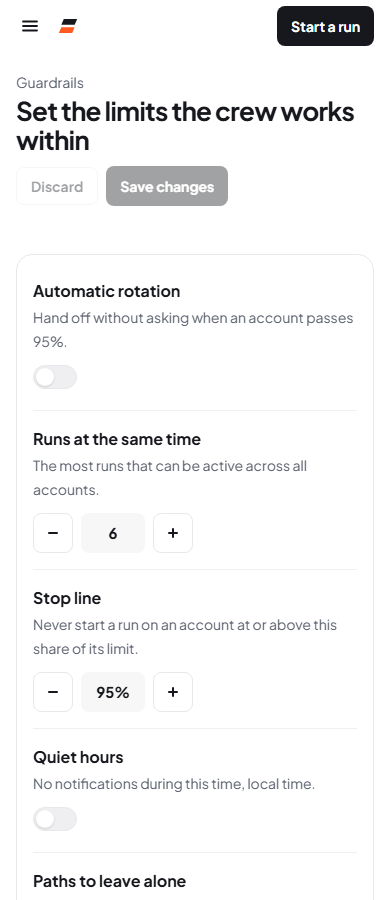 Start a run
Guardrails
Set the limits the crew works
within
Discard
Save changes
Automatic rotation
Hand off without asking when an account passes
95%.
Runs at the same time
The most runs that can be active across all
accounts.
− 6 +
Stop line
Never start a run on an account at or above this
share of its limit.
− 95% +
Quiet hours
No notifications during this time, local time.
Paths to leave alone